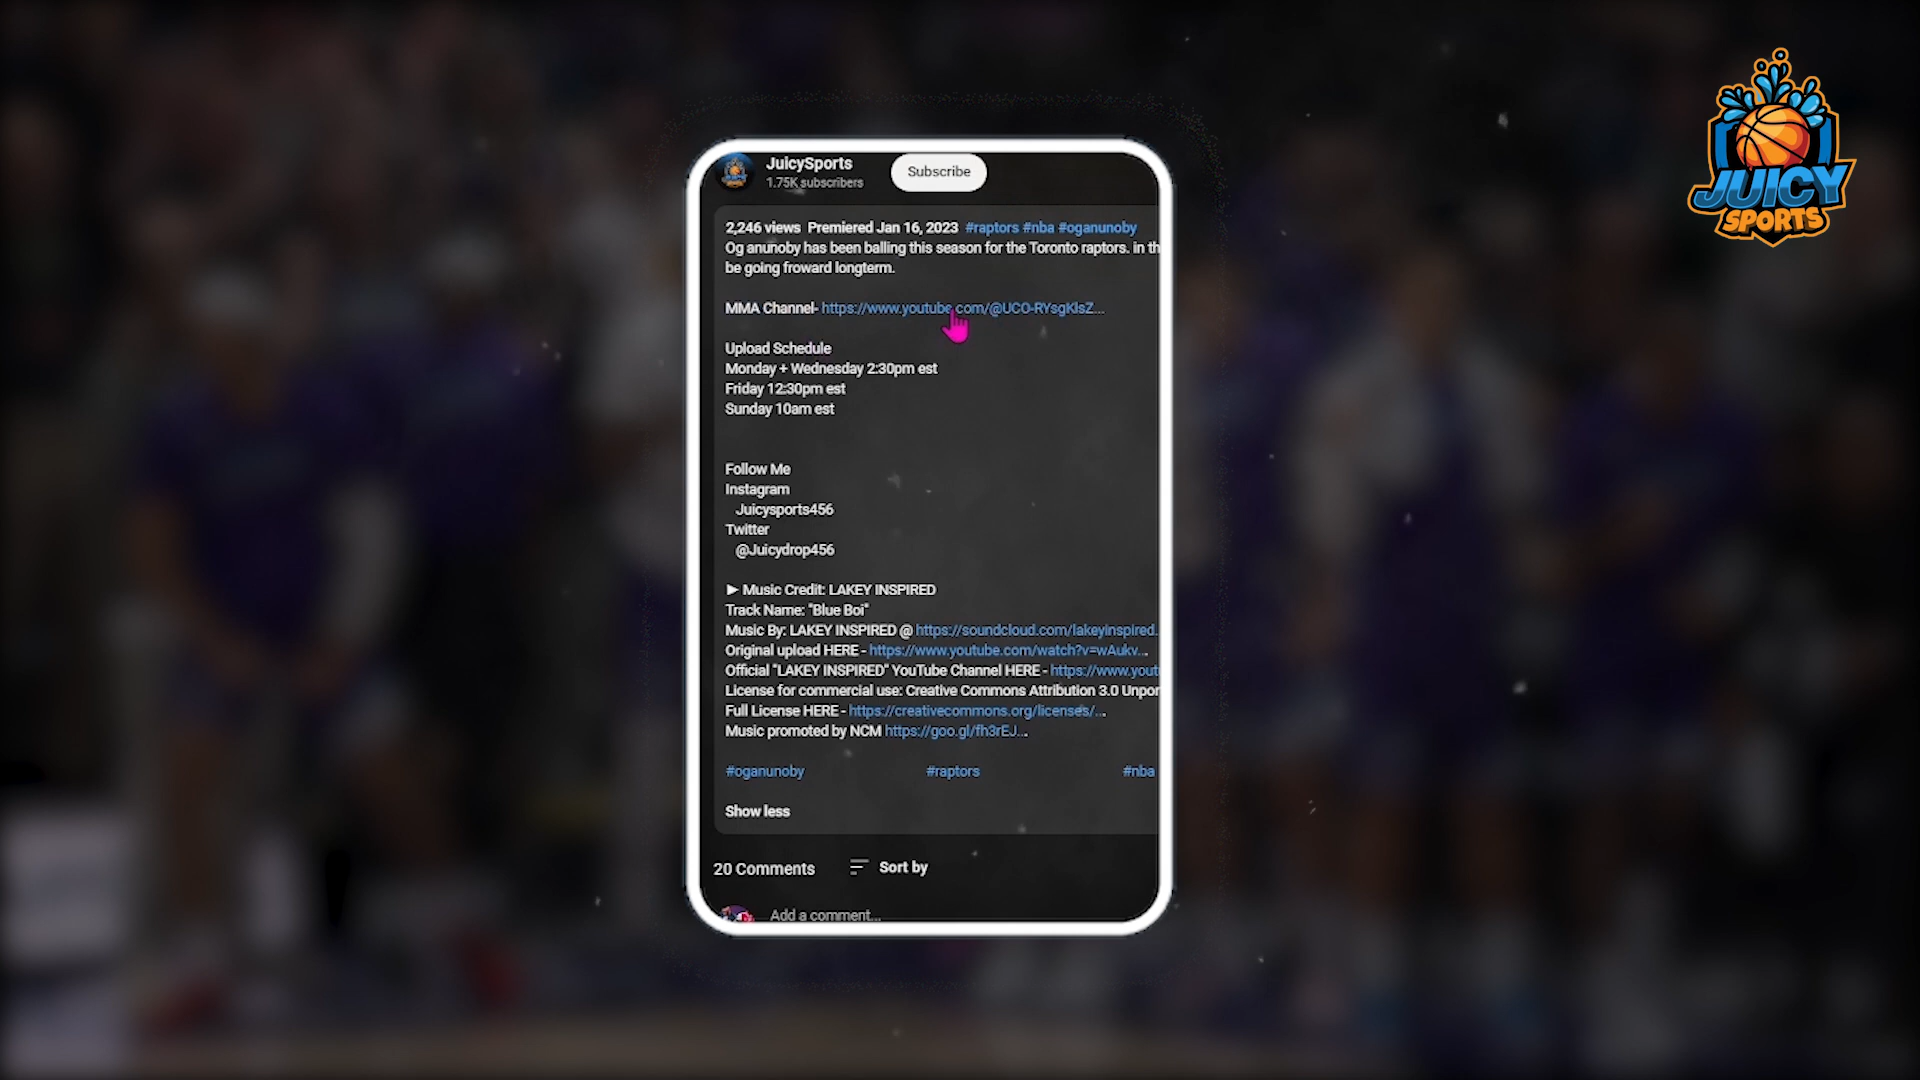 JUICY
SPORTS
JuicySports
1.75K subscribers
Subscribe
2,246 views Premiered Jan 16, 2023 #raptors #nba #oganunoby
Og anunoby has been balling this season for the Toronto raptors. in th
be going froward longterm.
MMA Channel- https://www.youtube.com/@UCO-RYsgKlsZ...
Upload Schedule
Monday + Wednesday 2:30pm est
Friday 12:30pm est
Sunday 10am est
Follow Me
Instagram
Juicysports456
Twitter
@Juicydrop456
► Music Credit: LAKEY INSPIRED
Track Name: "Blue Boi"
Music By: LAKEY INSPIRED @ https://soundcloud.com/lakeyinspired.
Original upload HERE - https://www.youtube.com/watch?v=wAukv...
Official "LAKEY INSPIRED" YouTube Channel HERE - https://www.yout
License for commercial use: Creative Commons Attribution 3.0 Unpor
Full License HERE - https://creativecommons.org/licenses/...
Music promoted by NCM https://goo.gl/fh3rEJ...
#oganunoby #raptors #nba
Show less
20 Comments Sort by
Add a comment...